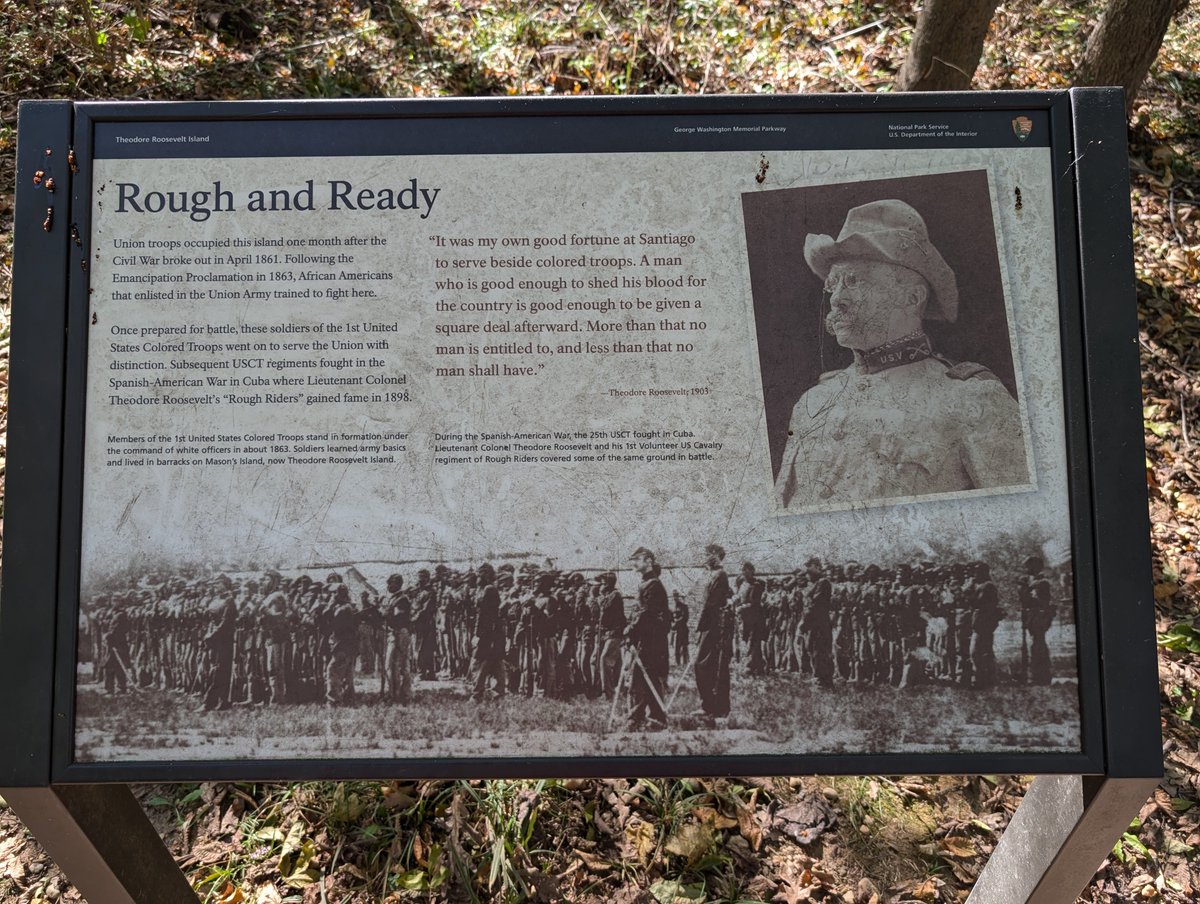 Theodore Roosevelt Island
George Washington Memorial Parkway
National Park Service
U.S. Department of the Interior
Rough and Ready
Union troops occupied this island one month after the
Civil War broke out in April 1861. Following the
Emancipation Proclamation in 1863, African Americans
that enlisted in the Union Army trained to fight here.
Once prepared for battle, these soldiers of the 1st United
States Colored Troops went on to serve the Union with
distinction. Subsequent USCT regiments fought in the
Spanish-American War in Cuba where Lieutenant Colonel
Theodore Roosevelt's “Rough Riders” gained fame in 1898.
Members of the 1st United States Colored Troops stand in formation under
the command of white officers in about 1863. Soldiers learned army basics
and lived in barracks on Mason's Island, now Theodore Roosevelt Island.
“It was my own good fortune at Santiago
to serve beside colored troops. A man
who is good enough to shed his blood for
the country is good enough to be given a
square deal afterward. More than that no
man is entitled to, and less than that no
man shall have.”
—Theodore Roosevelt, 1903
During the Spanish-American War, the 25th USCT fought in Cuba.
Lieutenant Colonel Theodore Roosevelt and his 1st Volunteer US Cavalry
regiment of Rough Riders covered some of the same ground in battle.
U.S.V.